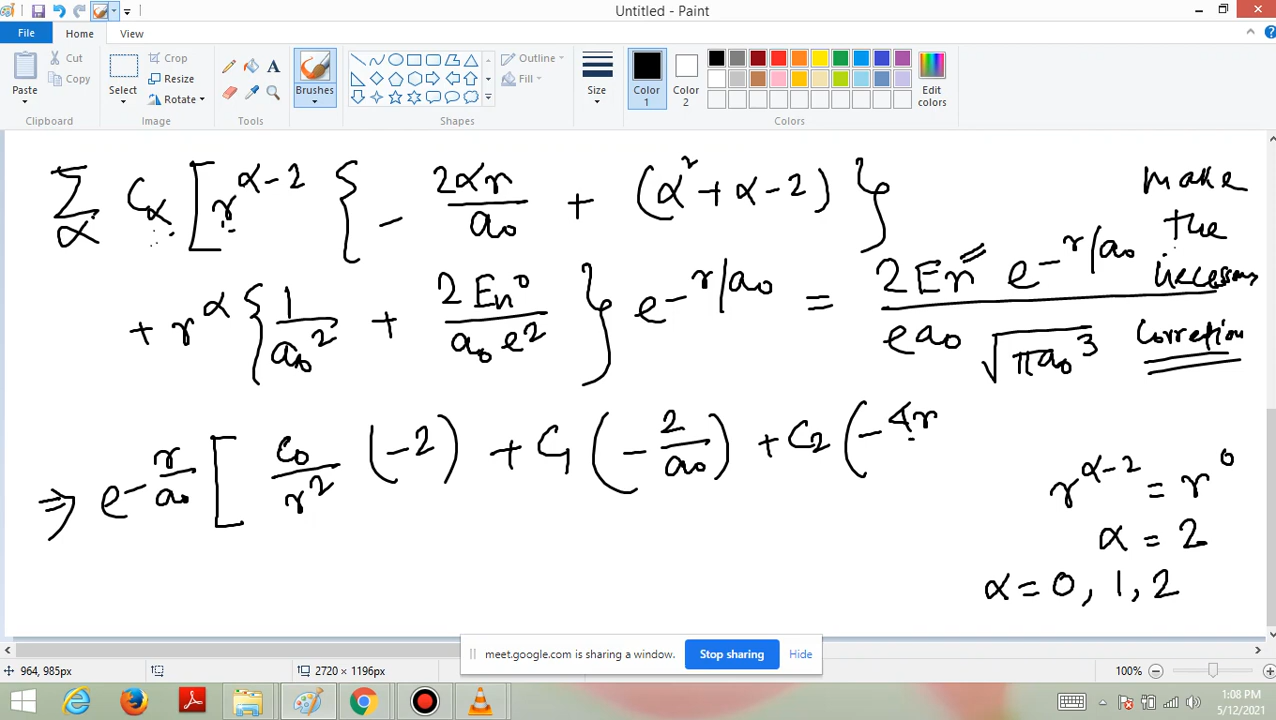 Untitled - Paint
File Home View
Paste Cut Copy Clipboard
Select Crop Resize Rotate Image
Tools
Brushes
Outline Fill Shapes
Size
Color 1 Color 2 Edit colors Colors
∑_α C_α [ r^{α-2} { - 2αr/a₀ + (α² + α - 2) }
+ r^α { 1/a₀² + 2En⁰/(a₀e²) } e^{-r/a₀} = 2En'' e^{-r/a₀} / (ea₀ √(πa₀³))
make
the
necessary
correction
⇒ e^{-r/a₀} [ c₀/r² (-2) + C₁ ( - 2/a₀ ) + C₂ ( - 4r
r^{α-2} = r⁰
α = 2
α = 0, 1, 2
meet.google.com is sharing a window. Stop sharing Hide
964, 985px 2720 × 1196px 100%
1:08 PM
5/12/2021